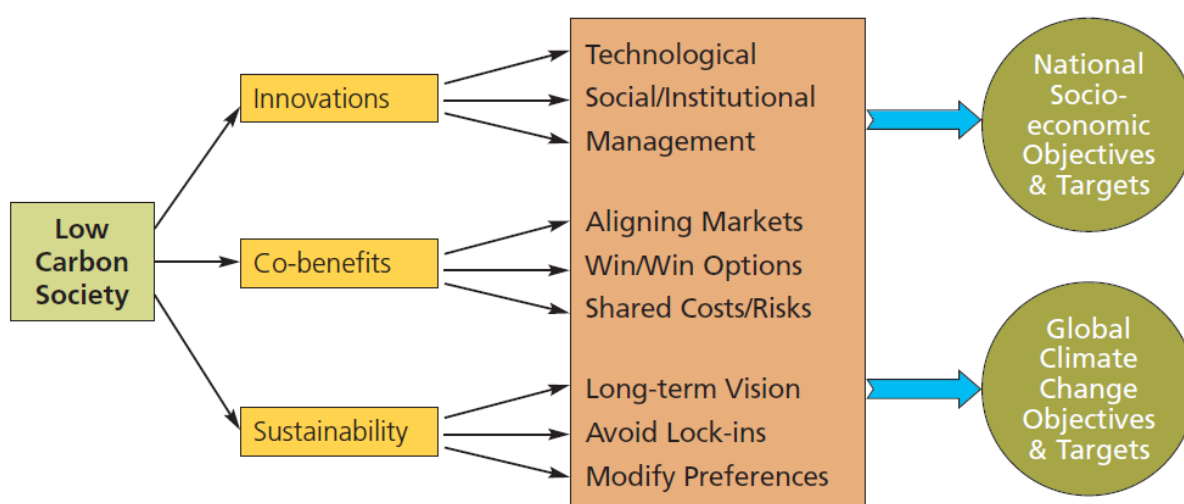 Low
Carbon
Society
Innovations
Co-benefits
Sustainability
Technological
Social/Institutional
Management
Aligning Markets
Win/Win Options
Shared Costs/Risks
Long-term Vision
Avoid Lock-ins
Modify Preferences
National
Socio-
economic
Objectives
& Targets
Global
Climate
Change
Objectives
& Targets